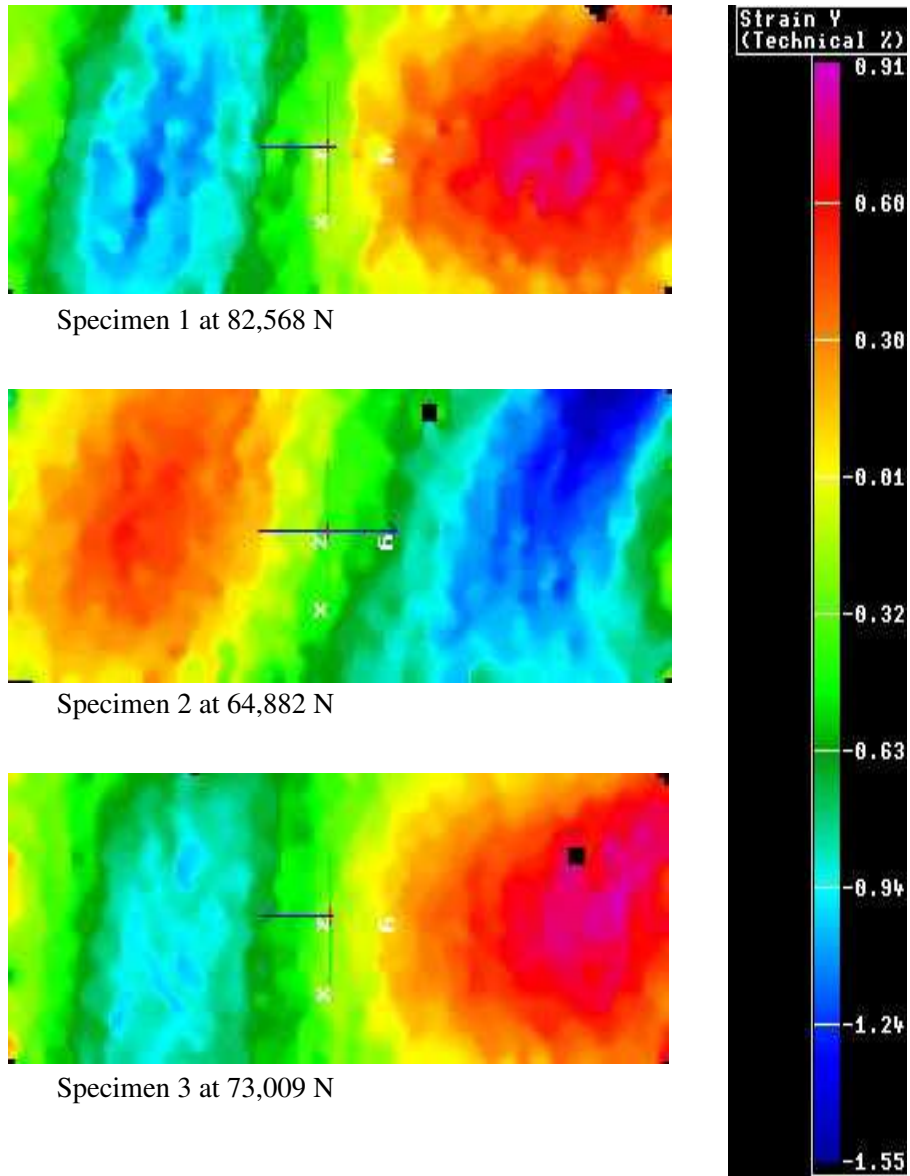 Specimen 1 at 82,568 N
Specimen 2 at 64,882 N
Specimen 3 at 73,009 N
Strain Y
(Technical %)
0.91
0.60
0.30
-0.01
-0.32
-0.63
-0.94
-1.24
-1.55